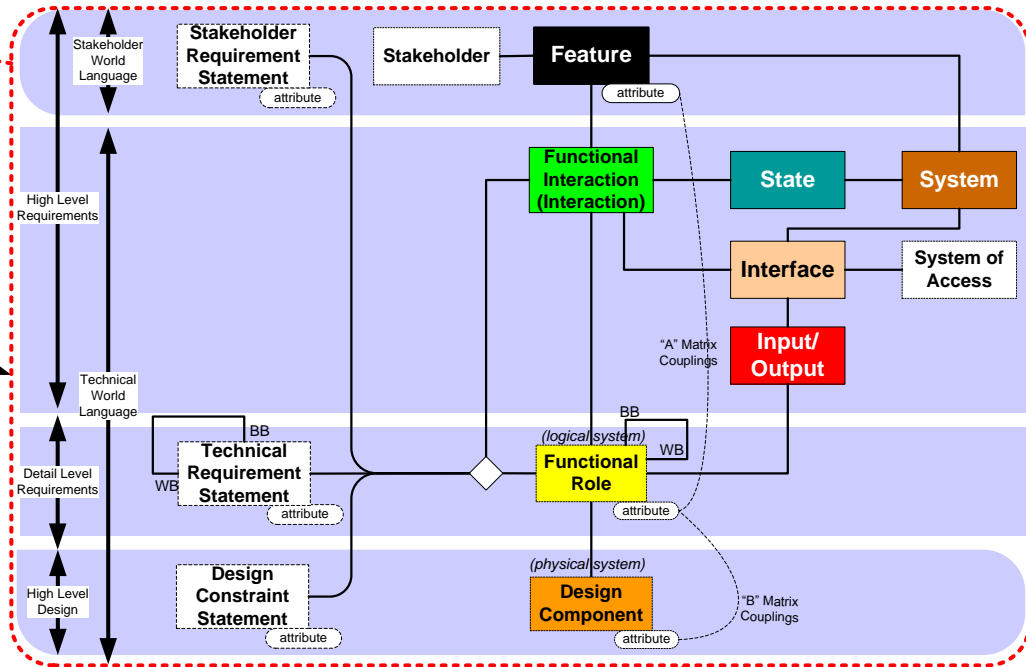 Stakeholder
World
Language
Stakeholder
Requirement
Statement
attribute
Stakeholder
Feature
attribute
High Level
Requirements
Functional
Interaction
(Interaction)
State
System
Interface
System of
Access
Input/
Output
"A" Matrix
Couplings
Technical
World
Language
Detail Level
Requirements
BB
WB
Technical
Requirement
Statement
attribute
(logical system)
BB
WB
Functional
Role
attribute
High Level
Design
Design
Constraint
Statement
attribute
(physical system)
Design
Component
attribute
"B" Matrix
Couplings